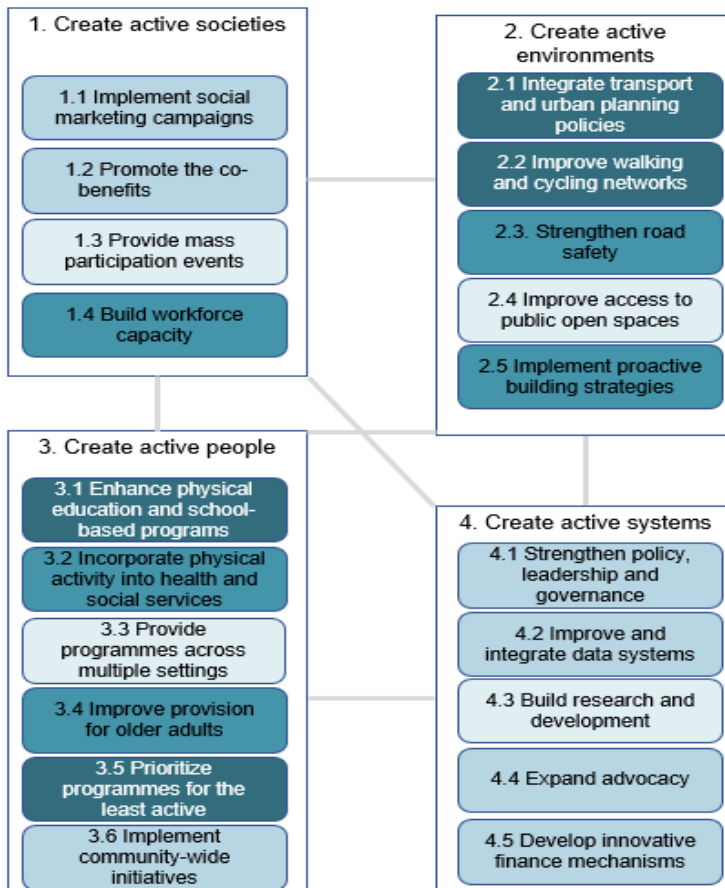 1. Create active societies
1.1 Implement social
marketing campaigns
1.2 Promote the co-
benefits
1.3 Provide mass
participation events
1.4 Build workforce
capacity
2. Create active
environments
2.1 Integrate transport
and urban planning
policies
2.2 Improve walking
and cycling networks
2.3. Strengthen road
safety
2.4 Improve access to
public open spaces
2.5 Implement proactive
building strategies
3. Create active people
3.1 Enhance physical
education and school-
based programs
3.2 Incorporate physical
activity into health and
social services
3.3 Provide
programmes across
multiple settings
3.4 Improve provision
for older adults
3.5 Prioritize
programmes for the
least active
3.6 Implement
community-wide
initiatives
4. Create active systems
4.1 Strengthen policy,
leadership and
governance
4.2 Improve and
integrate data systems
4.3 Build research and
development
4.4 Expand advocacy
4.5 Develop innovative
finance mechanisms